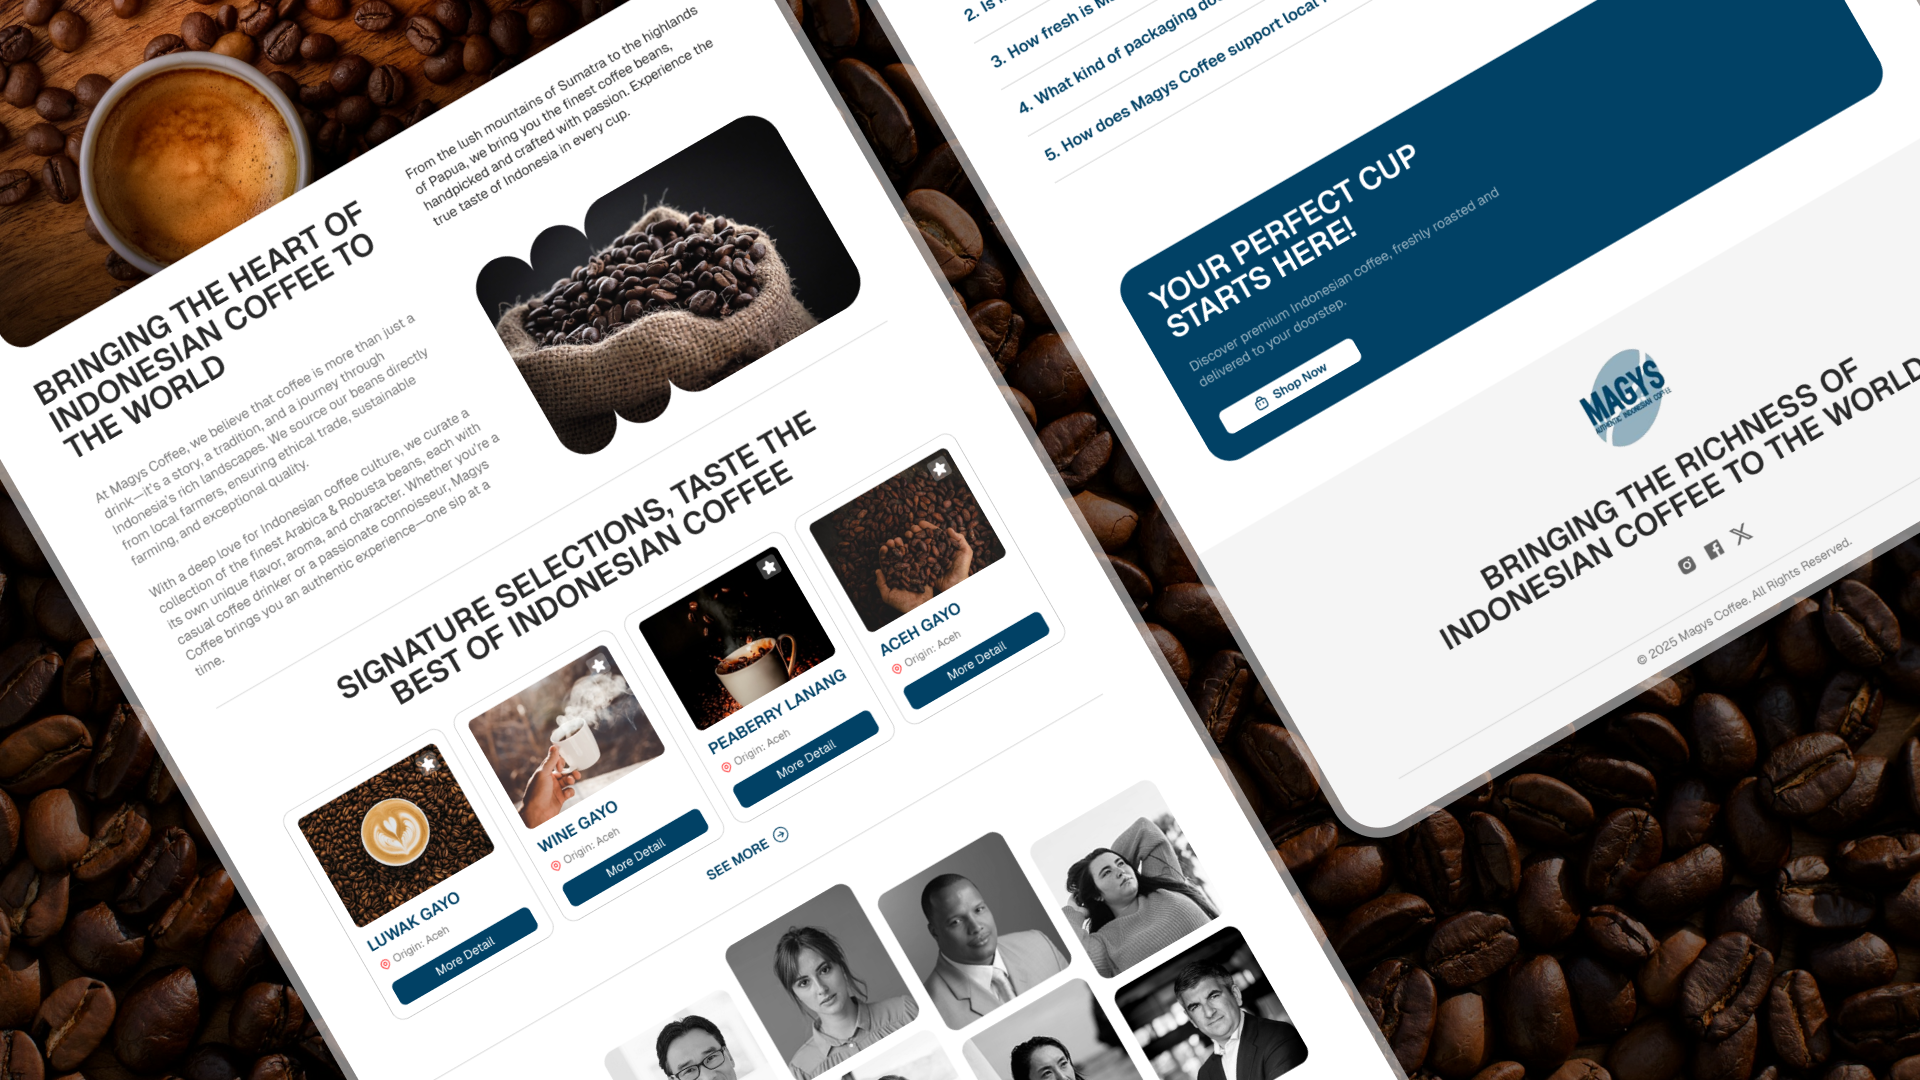 From the lush mountains of Sumatra to the highlands
of Papua, we bring you the finest coffee beans,
handpicked and crafted with passion. Experience the
true taste of Indonesia in every cup.
BRINGING THE HEART OF
INDONESIAN COFFEE TO
THE WORLD
At Magys Coffee, we believe that coffee is more than just a
drink—it's a story, a tradition, and a journey through
Indonesia's rich landscapes. We source our beans directly
from local farmers, ensuring ethical trade, sustainable
farming, and exceptional quality.
With a deep love for Indonesian coffee culture, we curate a
collection of the finest Arabica & Robusta beans, each with
its own unique flavor, aroma, and character. Whether you're a
casual coffee drinker or a passionate connoisseur, Magys
Coffee brings you an authentic experience—one sip at a
time.
SIGNATURE SELECTIONS, TASTE THE
BEST OF INDONESIAN COFFEE
LUWAK GAYO
Origin: Aceh
More Detail
WINE GAYO
Origin: Aceh
More Detail
PEABERRY LANANG
Origin: Aceh
More Detail
ACEH GAYO
Origin: Aceh
More Detail
SEE MORE
2. Is
3. How fresh is
4. What kind of packaging
5. How does Magys Coffee support local
YOUR PERFECT CUP
STARTS HERE!
Discover premium Indonesian coffee, freshly roasted and
delivered to your doorstep.
Shop Now
MAGYS
AUTHENTIC INDONESIAN COFFEE
BRINGING THE RICHNESS OF
INDONESIAN COFFEE TO THE WORLD
© 2025 Magys Coffee. All Rights Reserved.